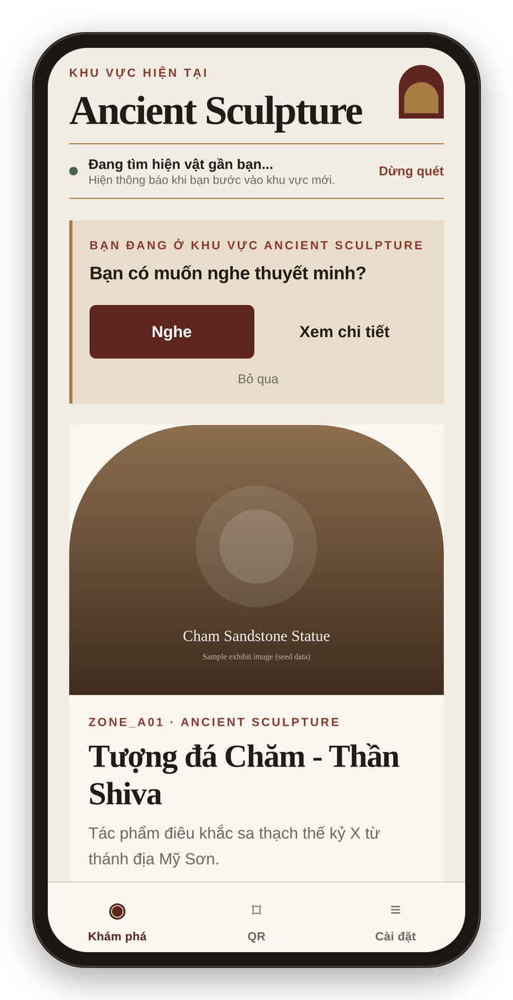 KHU VỰC HIỆN TẠI
Ancient Sculpture
Đang tìm hiện vật gần bạn...
Hiện thông báo khi bạn bước vào khu vực mới.
Dừng quét
BẠN ĐANG Ở KHU VỰC ANCIENT SCULPTURE
Bạn có muốn nghe thuyết minh?
Nghe
Xem chi tiết
Bỏ qua
Cham Sandstone Statue
Sample exhibit image (seed data)
ZONE_A01 · ANCIENT SCULPTURE
Tượng đá Chăm - Thần
Shiva
Tác phẩm điêu khắc sa thạch thế kỷ X từ
thánh địa Mỹ Sơn.
Khám phá
QR
Cài đặt